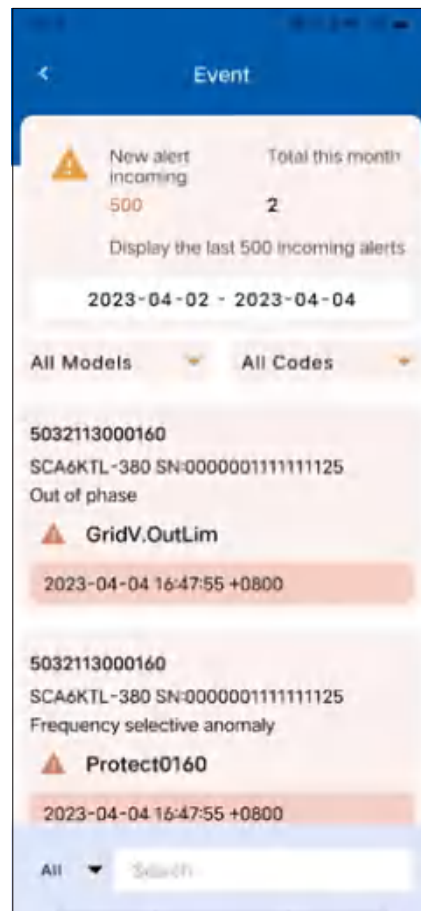 Event
New alert incoming
Total this month
500
2
Display the last 500 incoming alerts
2023-04-02 - 2023-04-04
All Models
All Codes
5032113000160
SCA6KTL-380 SN:0000001111111125
Out of phase
GridV.OutLim
2023-04-04 16:47:55 +0800
5032113000160
SCA6KTL-380 SN:0000001111111125
Frequency selective anomaly
Protect0160
2023-04-04 16:47:55 +0800
All
Search